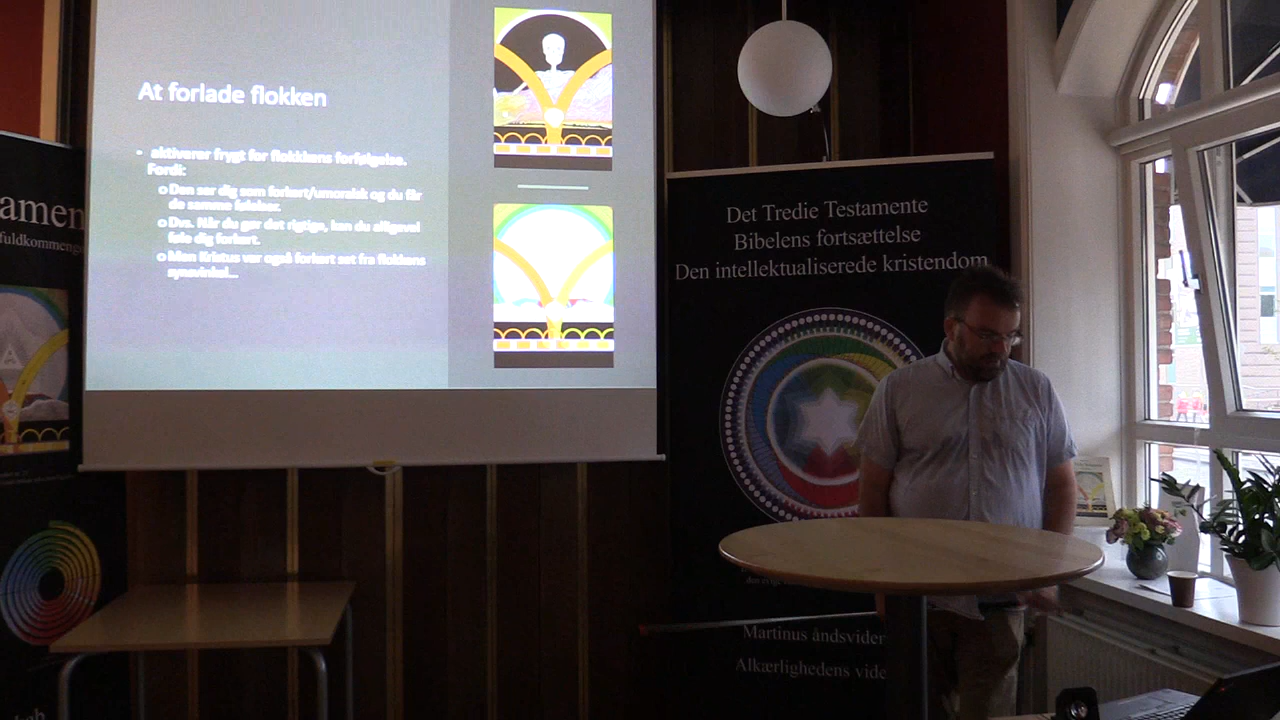 At forlade flokken
aktiverer frygt for flokkens forfølgelse.
Fordi:
Den ser dig som forkert/umoralsk og du får
de samme følelser.
Dvs. Når du gør det rigtige, kan du alligevel
føle dig forkert.
Men Kristus var også forkert set fra flokkens
synsvinkel...
amen
fuldkommeng
Det Tredie Testamente
Bibelens fortsættelse
Den intellektualiserede kristendom
Martinus åndsviden
Alkærlighedens vide